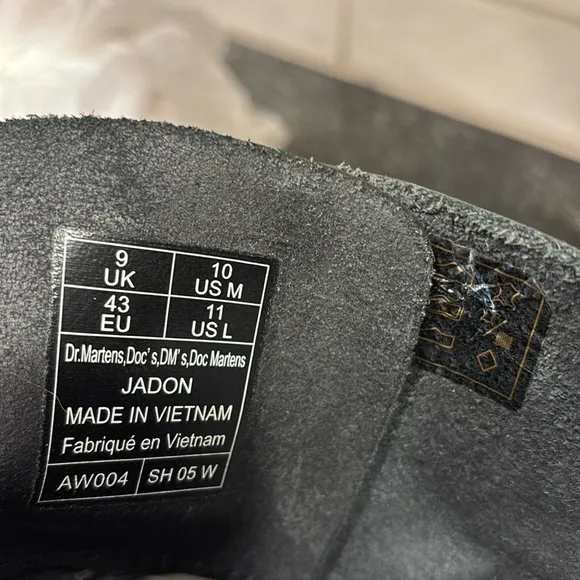 9 UK
10 US M
43 EU
11 US L
Dr.Martens,Doc's,DM's,Doc Martens
JADON
MADE IN VIETNAM
Fabriqué en Vietnam
AW004 SH 05 W